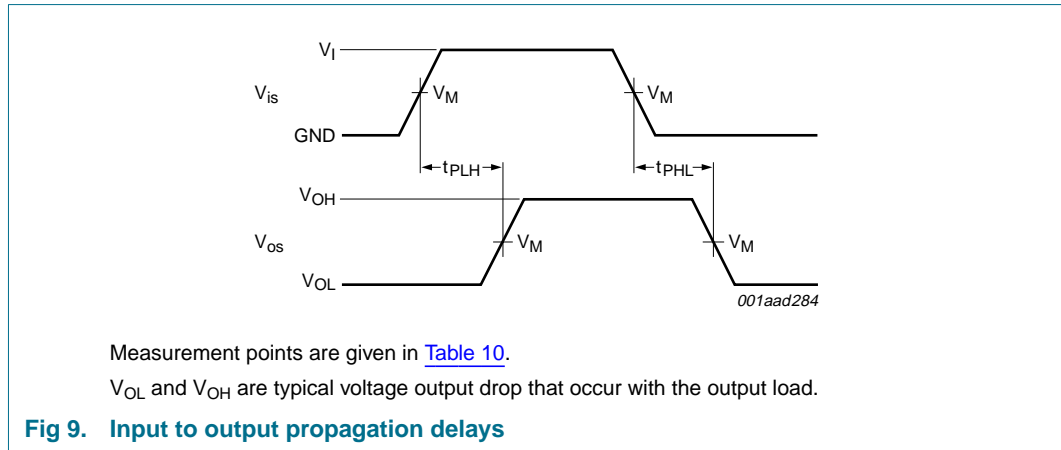 VI
Vis
VM
VM
GND
tPLH
tPHL
VOH
Vos
VM
VM
VOL
001aad284
Measurement points are given in Table 10.
VOL and VOH are typical voltage output drop that occur with the output load.
Fig 9. Input to output propagation delays